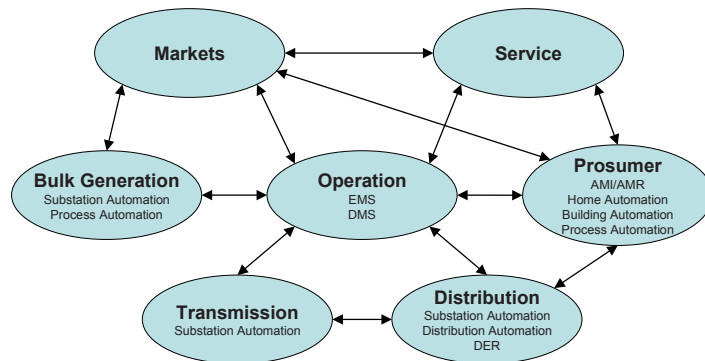 Markets
Service
Bulk Generation
Substation Automation
Process Automation
Operation
EMS
DMS
Prosumer
AMI/AMR
Home Automation
Building Automation
Process Automation
Transmission
Substation Automation
Distribution
Substation Automation
Distribution Automation
DER